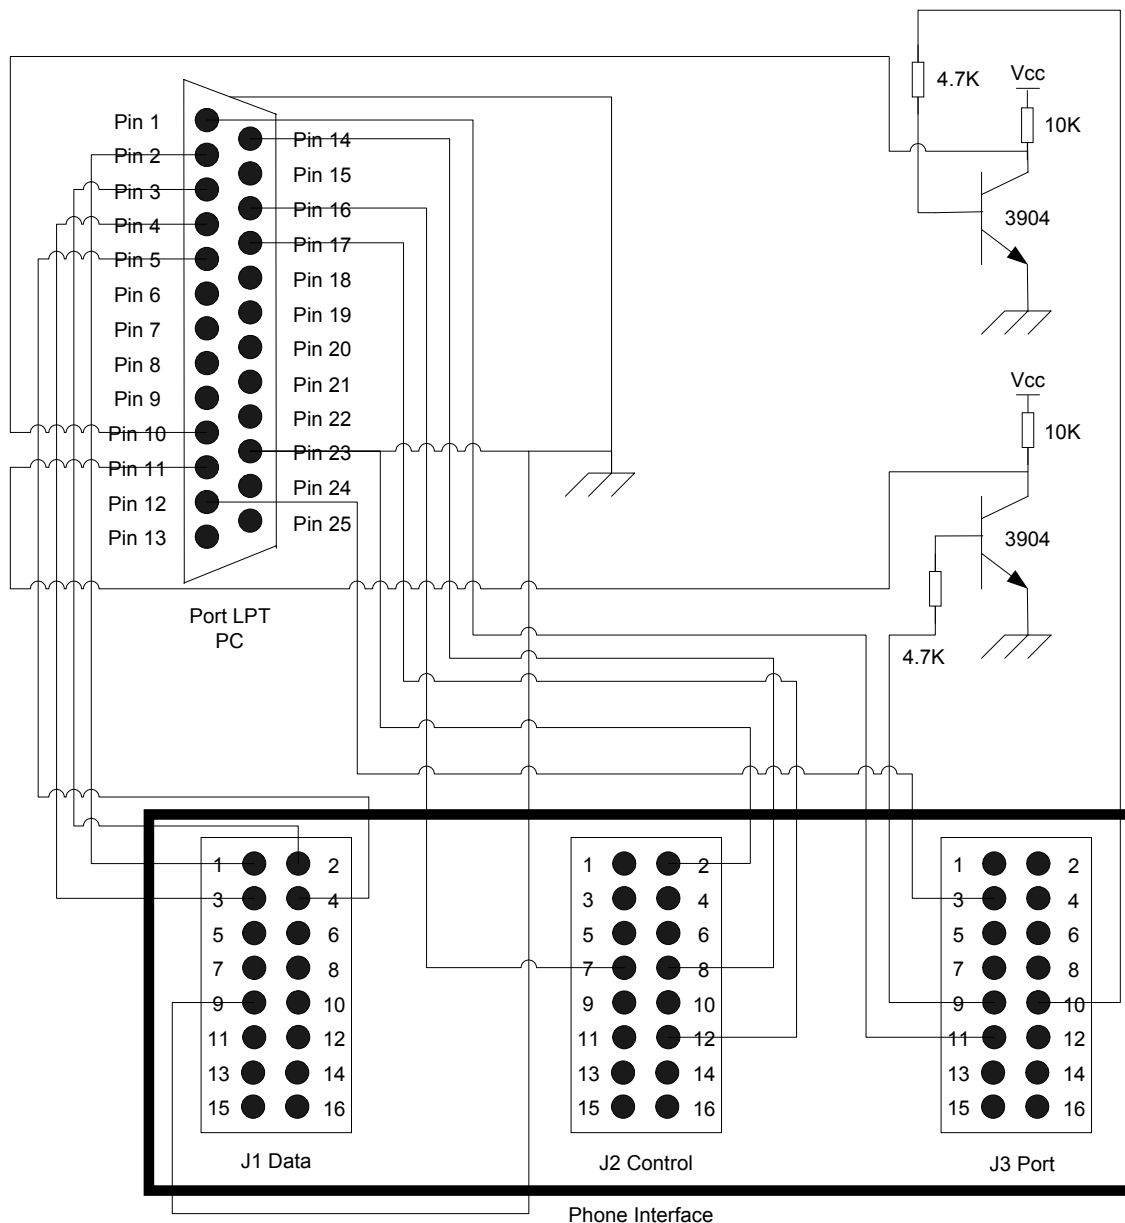 4.7K
Vcc
10K
3904
Pin 1
Pin 2
Pin 3
Pin 4
Pin 5
Pin 6
Pin 7
Pin 8
Pin 9
Pin 10
Pin 11
Pin 12
Pin 13
Pin 14
Pin 15
Pin 16
Pin 17
Pin 18
Pin 19
Pin 20
Pin 21
Pin 22
Pin 23
Pin 24
Pin 25
Port LPT
PC
Vcc
10K
3904
4.7K
1 2
3 4
5 6
7 8
9 10
11 12
13 14
15 16
J1 Data
1 2
3 4
5 6
7 8
9 10
11 12
13 14
15 16
J2 Control
1 2
3 4
5 6
7 8
9 10
11 12
13 14
15 16
J3 Port
Phone Interface